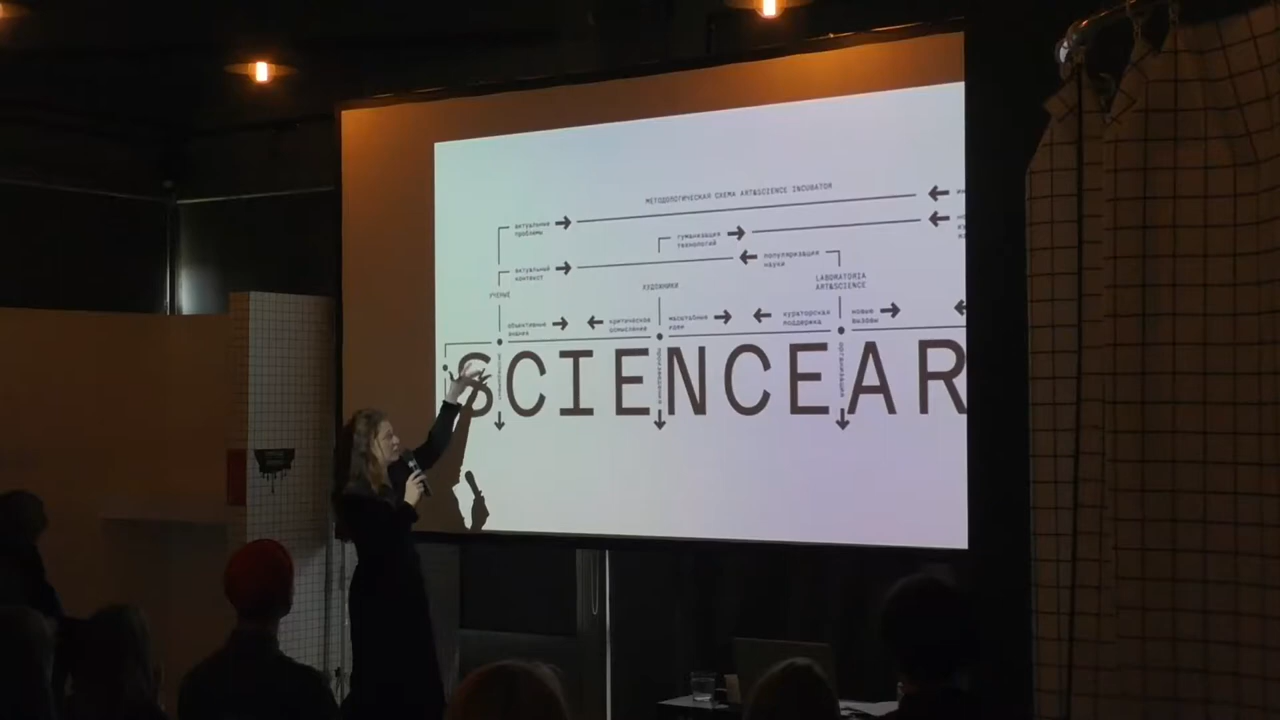 МЕТОДОЛОГИЧЕСКАЯ СХЕМА ART&SCIENCE INCUBATOR
актуальные
проблемы
гуманизация
технологий
популяризация
науки
актуальный
контекст
УЧЕНЫЕ
ХУДОЖНИКИ
LABORATORIA
ART&SCIENCE
объективные
знания
критическое
осмысление
масштабные
идеи
кураторская
поддержка
новые
вызовы
SCIENCEAR